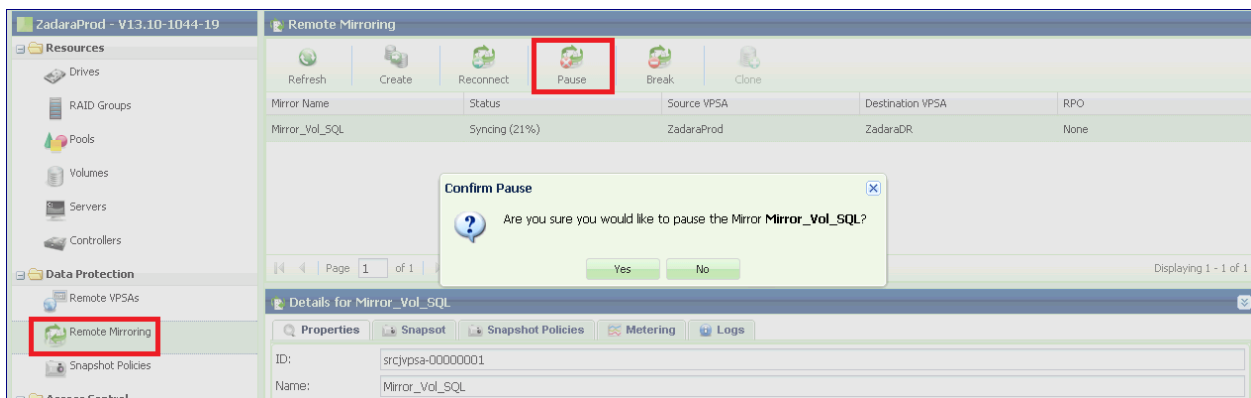 ZadaraProd - V13.10-1044-19
Resources
Drives
RAID Groups
Pools
Volumes
Servers
Controllers
Data Protection
Remote VPSAs
Remote Mirroring
Snapshot Policies
Access Control
Remote Mirroring
Refresh Create Reconnect Pause Break Clone
Mirror Name Status Source VPSA Destination VPSA RPO
Mirror_Vol_SQL Syncing (21%) ZadaraProd ZadaraDR None
Confirm Pause
Are you sure you would like to pause the Mirror Mirror_Vol_SQL?
Yes No
Page 1 of 1 Displaying 1 - 1 of 1
Details for Mirror_Vol_SQL
Properties Snapsot Snapshot Policies Metering Logs
ID: srcjvpsa-00000001
Name: Mirror_Vol_SQL